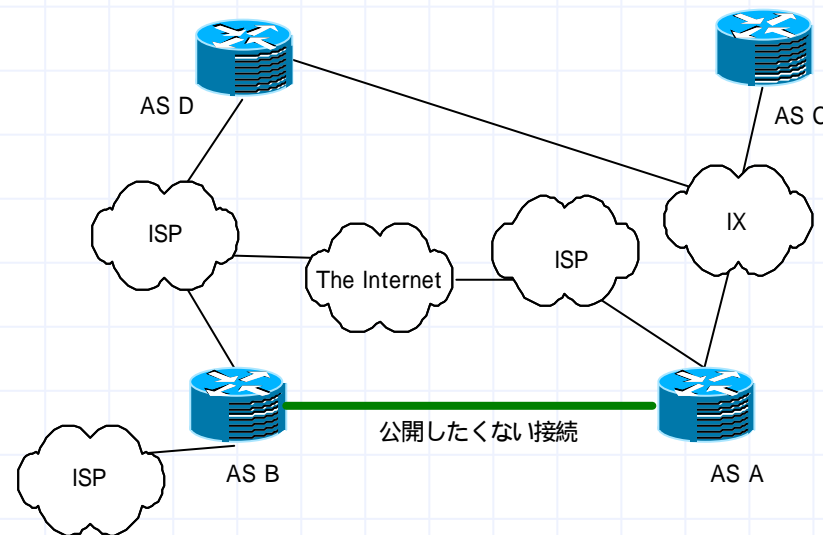 AS D
AS C
ISP
IX
The Internet
ISP
公開したくない接続
ISP
AS B
AS A